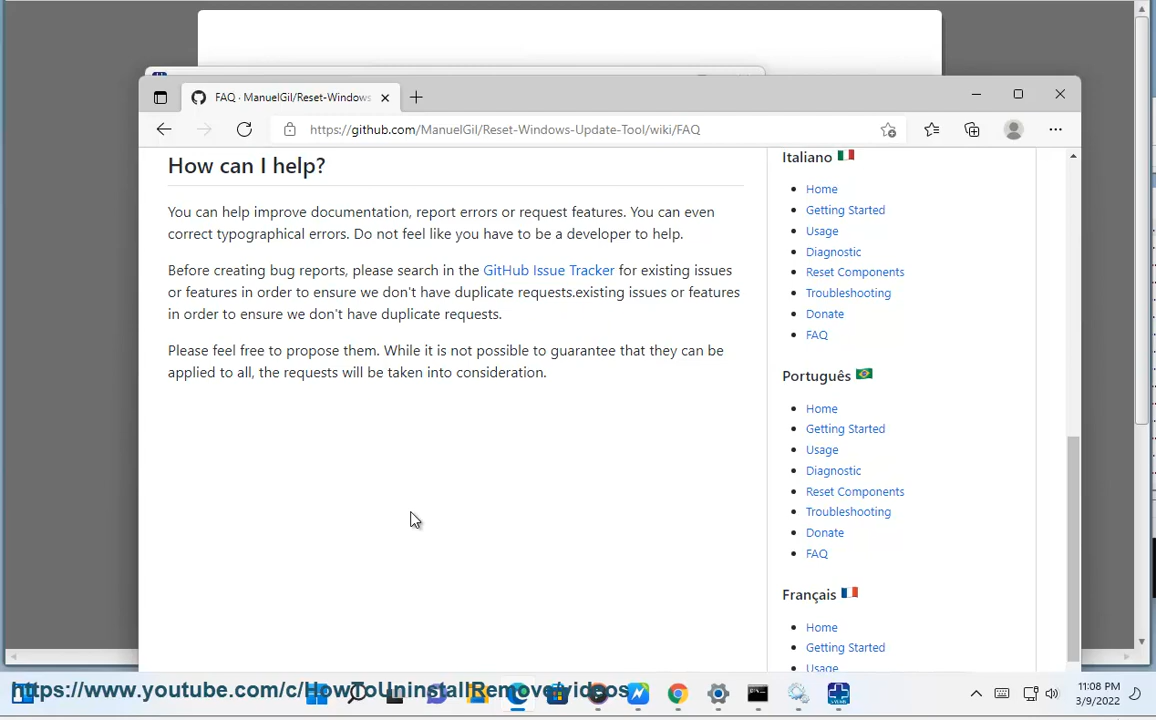 FAQ · ManuelGil/Reset-Windows
https://github.com/ManuelGil/Reset-Windows-Update-Tool/wiki/FAQ
How can I help?
You can help improve documentation, report errors or request features. You can even
correct typographical errors. Do not feel like you have to be a developer to help.
Before creating bug reports, please search in the GitHub Issue Tracker for existing issues
or features in order to ensure we don't have duplicate requests.existing issues or features
in order to ensure we don't have duplicate requests.
Please feel free to propose them. While it is not possible to guarantee that they can be
applied to all, the requests will be taken into consideration.
Italiano
Home
Getting Started
Usage
Diagnostic
Reset Components
Troubleshooting
Donate
FAQ
Português
Home
Getting Started
Usage
Diagnostic
Reset Components
Troubleshooting
Donate
FAQ
Français
Home
Getting Started
Usage
https://www.youtube.com/c/HowToUninstallRemove/videos
11:08 PM
3/9/2022